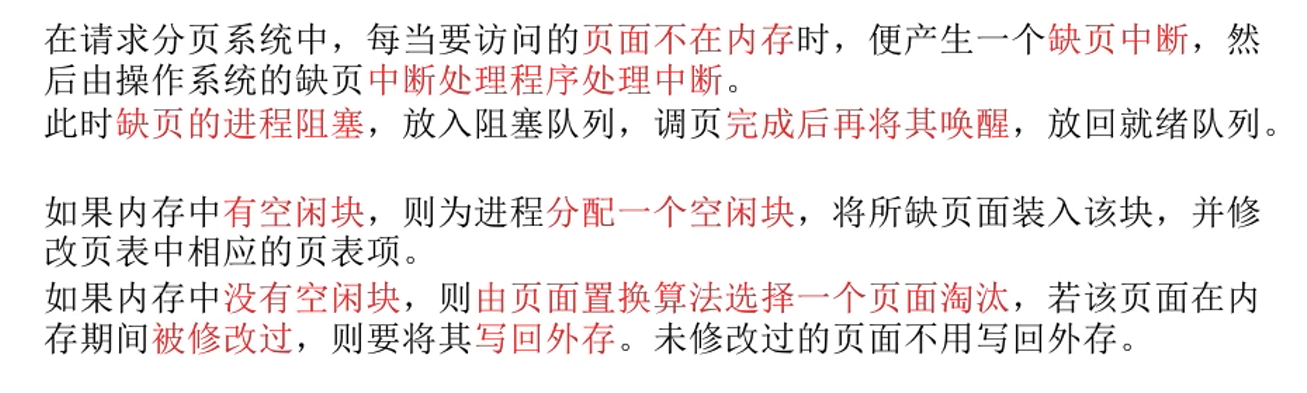 在请求分页系统中，每当要访问的页面不在内存时，便产生一个缺页中断，然
后由操作系统的缺页中断处理程序处理中断。
此时缺页的进程阻塞，放入阻塞队列，调页完成后再将其唤醒，放回就绪队列。
如果内存中有空闲块，则为进程分配一个空闲块，将所缺页面装入该块，并修
改页表中相应的页表项。
如果内存中没有空闲块，则由页面置换算法选择一个页面淘汰，若该页面在内
存期间被修改过，则要将其写回外存。未修改过的页面不用写回外存。